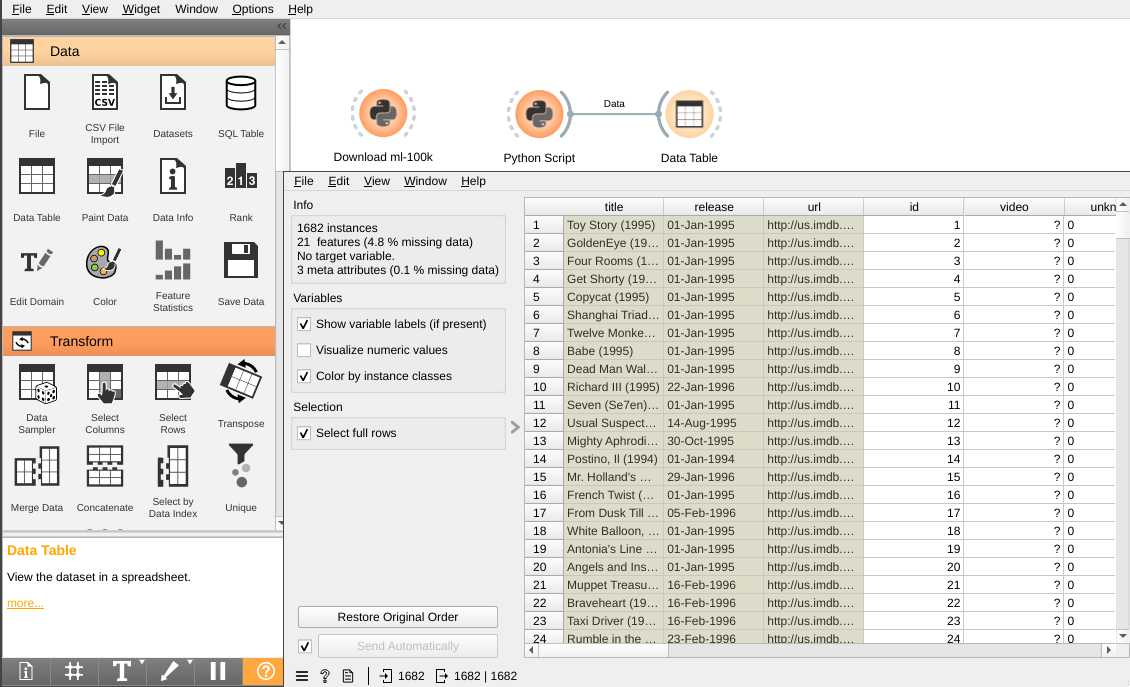 File Edit View Widget Window Options Help
Data
File
CSV File
Import
Datasets
SQL Table
Data Table
Paint Data
Data Info
Rank
Edit Domain
Color
Feature
Statistics
Save Data
Transform
Data
Sampler
Select
Columns
Select
Rows
Transpose
Merge Data
Concatenate
Select by
Data Index
Unique
Data Table
View the dataset in a spreadsheet.
more...
Data
Download ml-100k
Python Script
Data Table
File Edit View Window Help
Info
1682 instances
21 features (4.8 % missing data)
No target variable.
3 meta attributes (0.1 % missing data)
Variables
Show variable labels (if present)
Visualize numeric values
Color by instance classes
Selection
Select full rows
Restore Original Order
Send Automatically
title release url id video unkn
1 Toy Story (1995) 01-Jan-1995 http://us.imdb.… 1 ? 0
2 GoldenEye (19… 01-Jan-1995 http://us.imdb.… 2 ? 0
3 Four Rooms (1… 01-Jan-1995 http://us.imdb.… 3 ? 0
4 Get Shorty (19… 01-Jan-1995 http://us.imdb.… 4 ? 0
5 Copycat (1995) 01-Jan-1995 http://us.imdb.… 5 ? 0
6 Shanghai Triad… 01-Jan-1995 http://us.imdb.… 6 ? 0
7 Twelve Monke… 01-Jan-1995 http://us.imdb.… 7 ? 0
8 Babe (1995) 01-Jan-1995 http://us.imdb.… 8 ? 0
9 Dead Man Wal… 01-Jan-1995 http://us.imdb.… 9 ? 0
10 Richard III (1995) 22-Jan-1996 http://us.imdb.… 10 ? 0
11 Seven (Se7en)… 01-Jan-1995 http://us.imdb.… 11 ? 0
12 Usual Suspect… 14-Aug-1995 http://us.imdb.… 12 ? 0
13 Mighty Aphrodi… 30-Oct-1995 http://us.imdb.… 13 ? 0
14 Postino, Il (1994) 01-Jan-1994 http://us.imdb.… 14 ? 0
15 Mr. Holland's … 29-Jan-1996 http://us.imdb.… 15 ? 0
16 French Twist (… 01-Jan-1995 http://us.imdb.… 16 ? 0
17 From Dusk Till … 05-Feb-1996 http://us.imdb.… 17 ? 0
18 White Balloon, … 01-Jan-1995 http://us.imdb.… 18 ? 0
19 Antonia's Line … 01-Jan-1995 http://us.imdb.… 19 ? 0
20 Angels and Ins… 01-Jan-1995 http://us.imdb.… 20 ? 0
21 Muppet Treasu… 16-Feb-1996 http://us.imdb.… 21 ? 0
22 Braveheart (19… 16-Feb-1996 http://us.imdb.… 22 ? 0
23 Taxi Driver (19… 16-Feb-1996 http://us.imdb.… 23 ? 0
24 Rumble in the … 23-Feb-1996 http://us.imdb.… 24 ? 0
1682 1682 | 1682